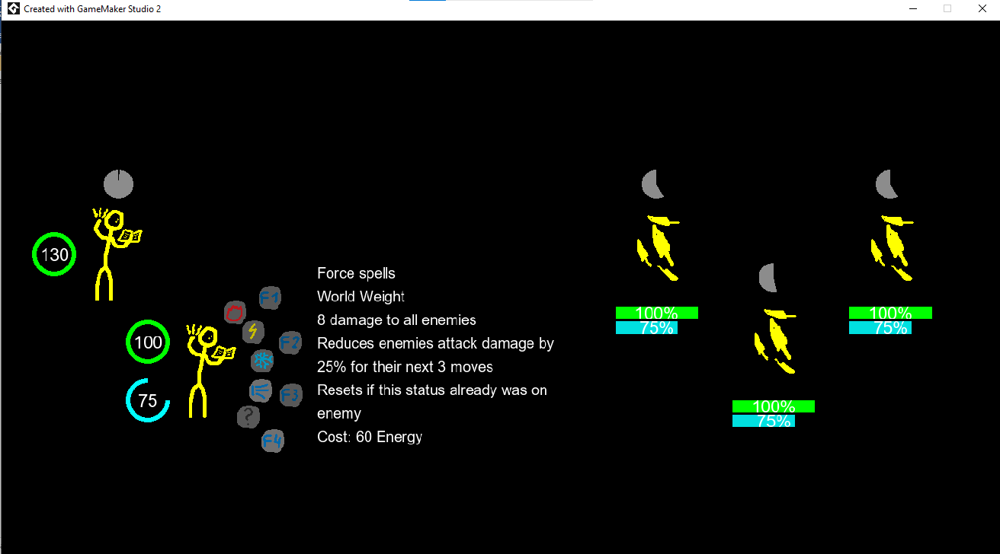 Created with GameMaker Studio 2
130
Force spells
World Weight
8 damage to all enemies
Reduces enemies attack damage by
25% for their next 3 moves
Resets if this status already was on
enemy
Cost: 60 Energy
F1
F2
F3
?
F4
100
75
100%
75%
100%
75%
100%
75%